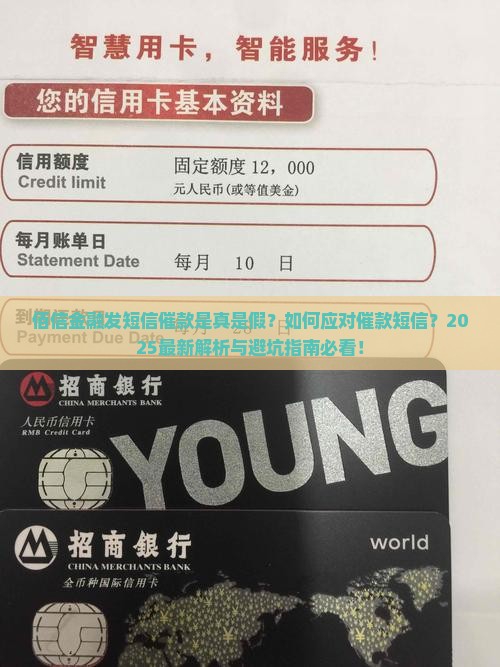 智慧用卡，智能服务！
您的信用卡基本资料
信用额度
Credit limit
固定额度 12，000
元人民币(或等值美金)
每月账单日
Statement Date
每月 10 日
信金融发短信催款是真是假？如何应对催款短信？20
25最新解析与避坑指南必看！
到
每月 28 日
Payment Due Date
招商银行
CHINA MERCHANTS BANK
人民币信用卡
RMB Credit Card
YOUNG
招商银行
CHINA MERCHANTS BANK
全币种国际信用卡
world